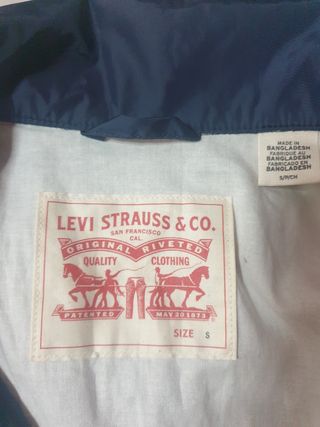 MADE IN
BANGLADESH
FABRIQUÉ AU
BANGLADESH
FABRICADO EN
BANGLADESH
S/P/CH
LEVI STRAUSS & CO.
SAN FRANCISCO
CAL
ORIGINAL RIVETED
QUALITY CLOTHING
PATENTED MAY 20 1873
SIZE S